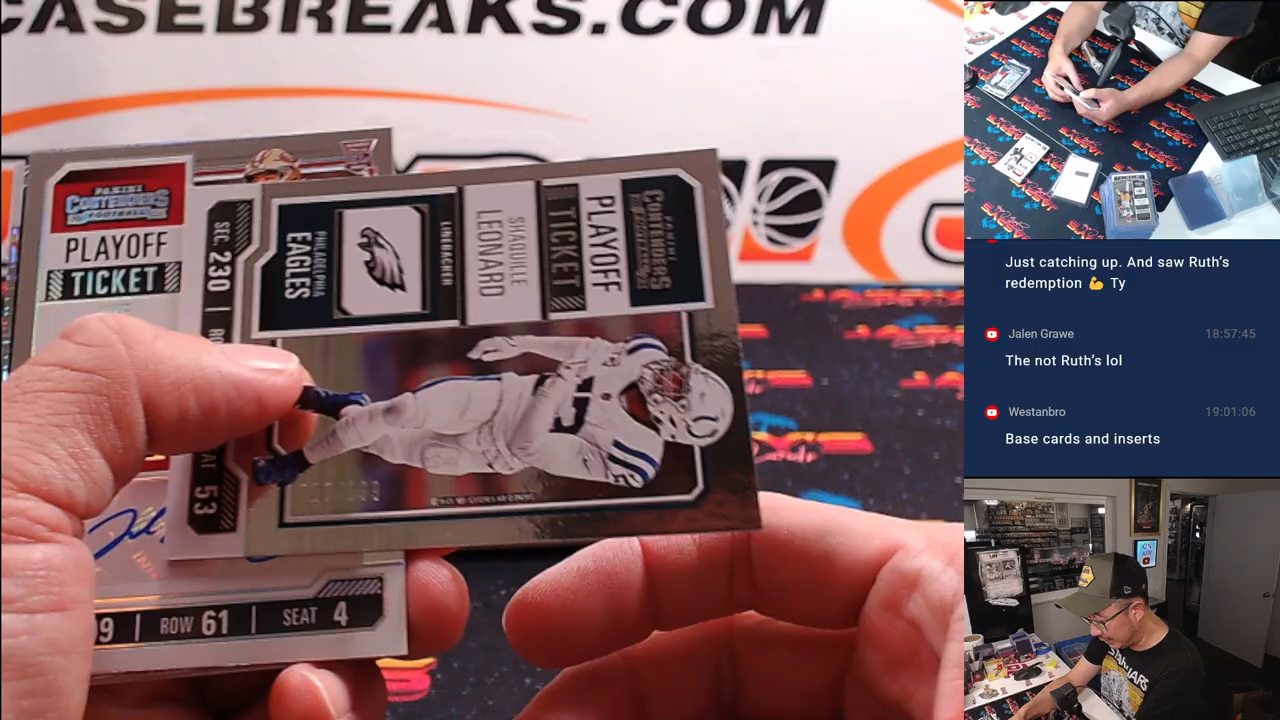 CASEBREAKS.COM
PANINI
CONTENDERS
FOOTBALL
PLAYOFF
TICKET
SEC. 230
53
PANINI
CONTENDERS
PLAYOFF
TICKET
SHAQUILLE
LEONARD
LINEBACKER
PHILADELPHIA
EAGLES
ROW 61 | SEAT 4
Just catching up. And saw Ruth's
redemption 💪 Ty
Jalen Grawe 18:57:45
The not Ruth's lol
Westanbro 19:01:06
Base cards and inserts